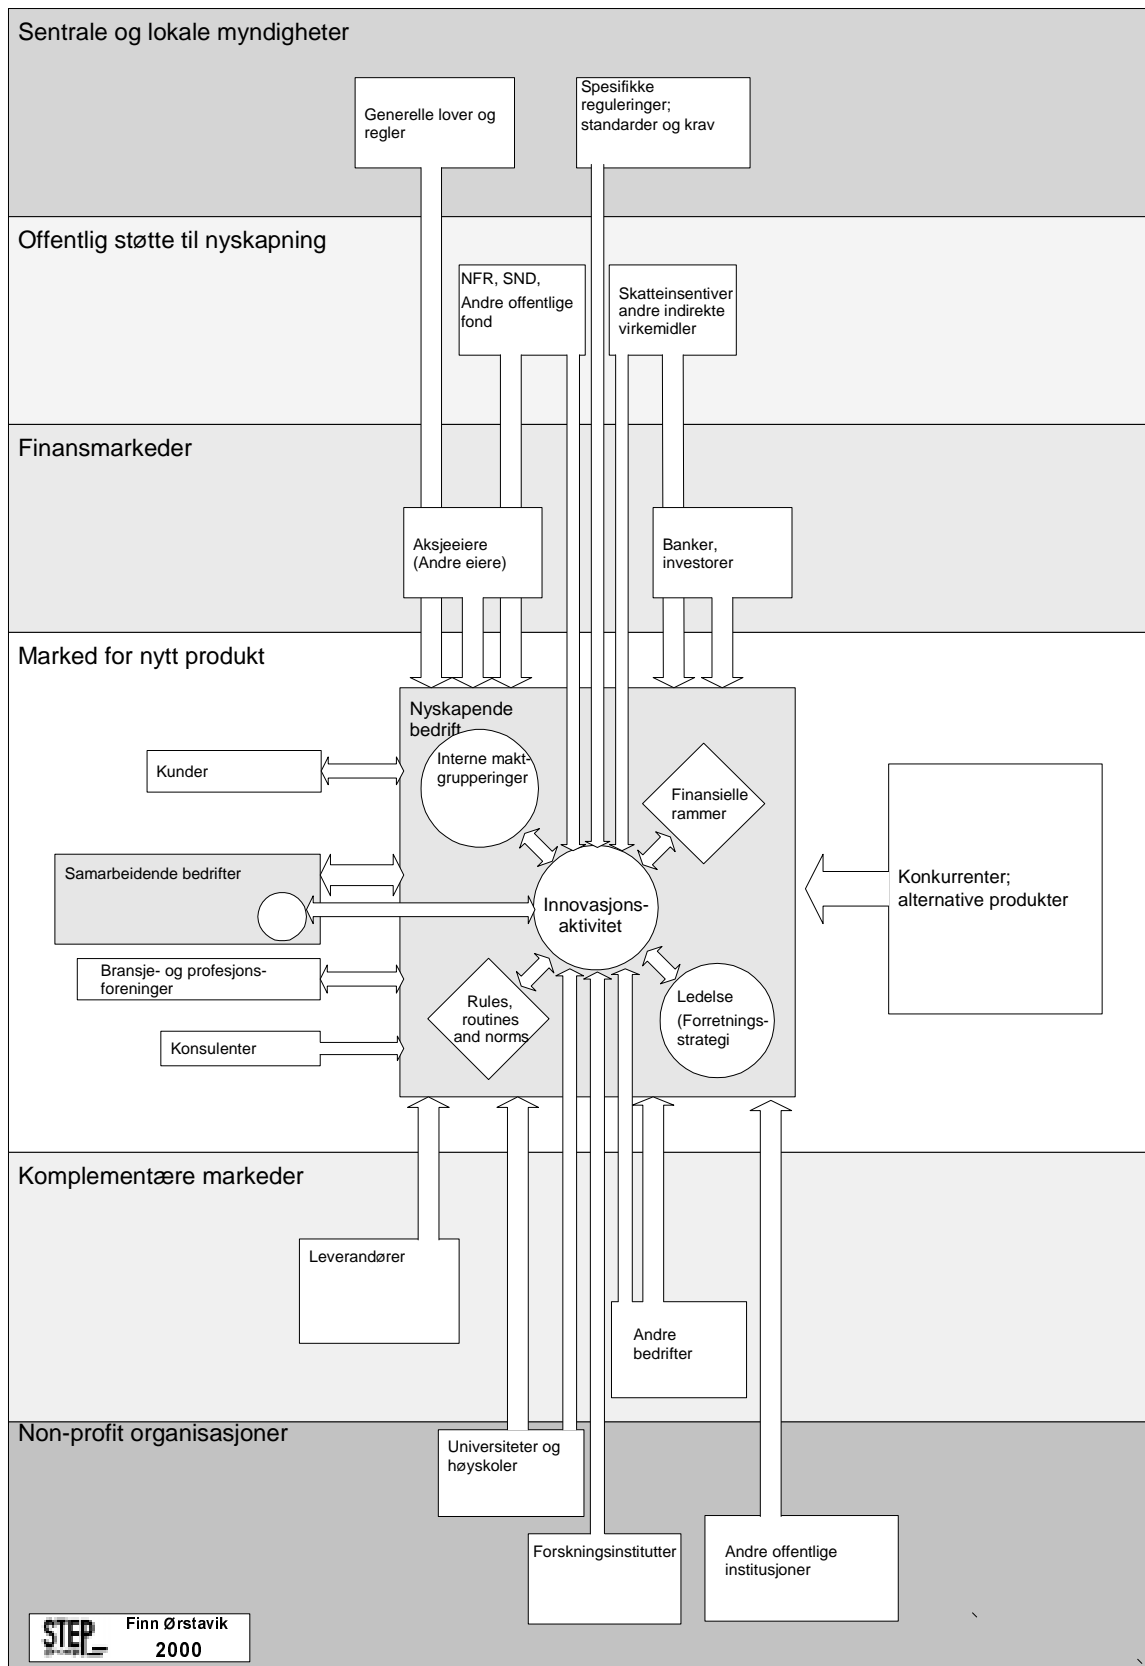 Sentrale og lokale myndigheter
Generelle lover og
regler
Spesifikke
reguleringer;
standarder og krav
Offentlig støtte til nyskapning
NFR, SND,
Andre offentlige
fond
Skatteinsentiver
andre indirekte
virkemidler
Finansmarkeder
Aksjeeiere
(Andre eiere)
Banker,
investorer
Marked for nytt produkt
Nyskapende
bedrift
Interne makt-
grupperinger
Finansielle
rammer
Kunder
Samarbeidende bedrifter
Innovasjons-
aktivitet
Konkurrenter;
alternative produkter
Bransje- og profesjons-
foreninger
Konsulenter
Rules,
routines
and norms
Ledelse
(Forretnings-
strategi
Komplementære markeder
Leverandører
Andre
bedrifter
Non-profit organisasjoner
Universiteter og
høyskoler
Forskningsinstitutter
Andre offentlige
institusjoner
STEP_
Finn Ørstavik
2000